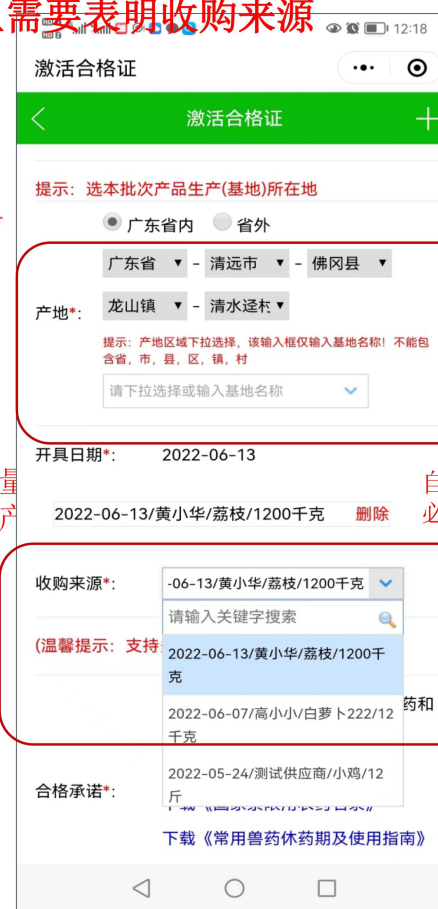 需要表明收购来源
12:18
激活合格证
激活合格证
提示：选本批次产品生产(基地)所在地
广东省内 省外
广东省 - 清远市 - 佛冈县
产地*: 龙山镇 - 清水迳村
提示：产地区域下拉选择，该输入框仅输入基地名称！不能包
含省，市，县，区，镇，村
请下拉选择或输入基地名称
开具日期*: 2022-06-13
量
产
自
必
2022-06-13/黄小华/荔枝/1200千克 删除
收购来源*: -06-13/黄小华/荔枝/1200千克
请输入关键字搜索
(温馨提示：支持
2022-06-13/黄小华/荔枝/1200千
克
药和
2022-06-07/高小小/白萝卜222/12
千克
2022-05-24/测试供应商/小鸡/12
斤
合格承诺*:
下载《常用兽药休药期及使用指南》